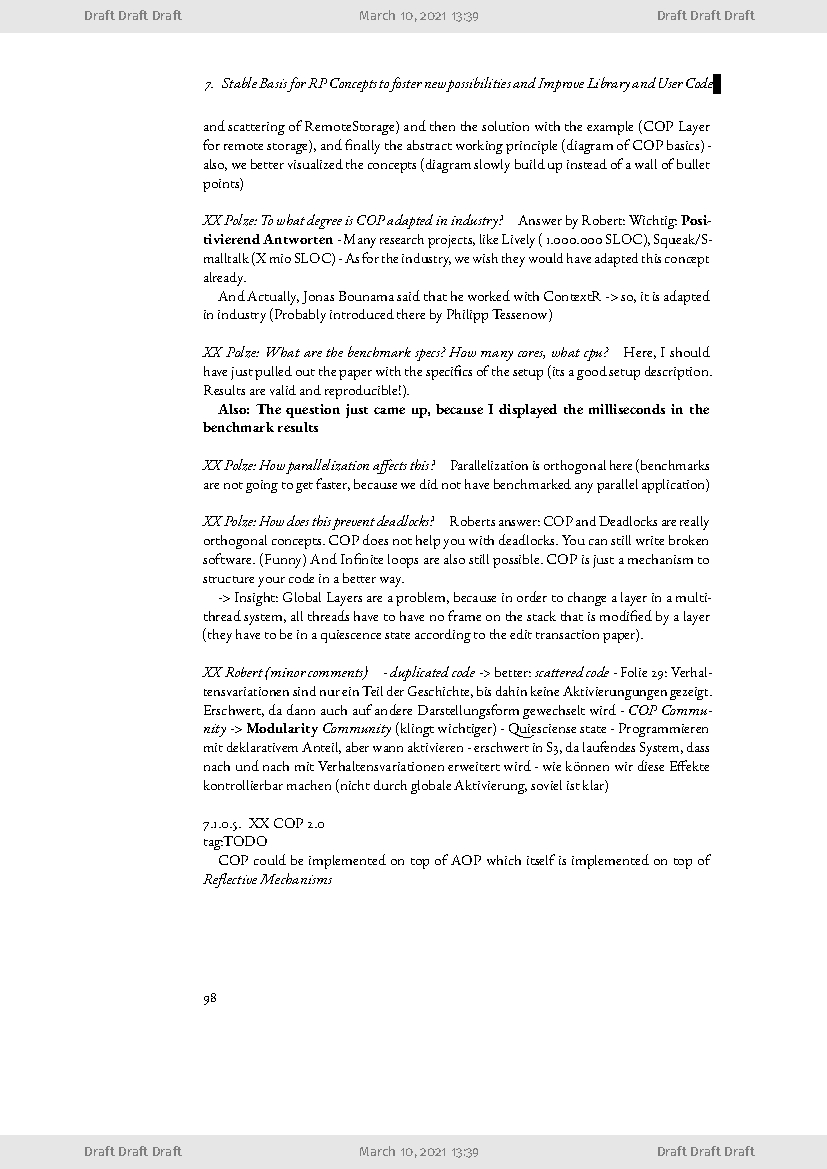 Draft Draft Draft March 10, 2021 13:39 Draft Draft Draft
7. Stable Basis for RP Concepts to foster new possibilities and Improve Library and User Code
and scattering of RemoteStorage) and then the solution with the example (COP Layer
for remote storage), and finally the abstract working principle (diagram of COP basics) -
also, we better visualized the concepts (diagram slowly build up instead of a wall of bullet
points)
XX Polze: To what degree is COP adapted in industry? Answer by Robert: Wichtig: Posi-
tivierend Antworten - Many research projects, like Lively ( 1.000.000 SLOC), Squeak/S-
malltalk (X mio SLOC) - As for the industry, we wish they would have adapted this concept
already.
And Actually, Jonas Bounama said that he worked with ContextR -> so, it is adapted
in industry (Probably introduced there by Philipp Tessenow)
XX Polze: What are the benchmark specs? How many cores, what cpu? Here, I should
have just pulled out the paper with the specifics of the setup (its a good setup description.
Results are valid and reproducible!).
Also: The question just came up, because I displayed the milliseconds in the
benchmark results
XX Polze: How parallelization affects this? Parallelization is orthogonal here (benchmarks
are not going to get faster, because we did not have benchmarked any parallel application)
XX Polze: How does this prevent deadlocks? Roberts answer: COP and Deadlocks are really
orthogonal concepts. COP does not help you with deadlocks. You can still write broken
software. (Funny) And Infinite loops are also still possible. COP is just a mechanism to
structure your code in a better way.
-> Insight: Global Layers are a problem, because in order to change a layer in a multi-
thread system, all threads have to have no frame on the stack that is modified by a layer
(they have to be in a quiescence state according to the edit transaction paper).
XX Robert (minor comments) - duplicated code -> better: scattered code - Folie 29: Verhal-
tensvariationen sind nur ein Teil der Geschichte, bis dahin keine Aktivierungungen gezeigt.
Erschwert, da dann auch auf andere Darstellungsform gewechselt wird - COP Commu-
nity -> Modularity Community (klingt wichtiger) - Quiesciense state - Programmieren
mit deklarativem Anteil, aber wann aktivieren - erschwert in S3, da laufendes System, dass
nach und nach mit Verhaltensvariationen erweitert wird - wie können wir diese Effekte
kontrollierbar machen (nicht durch globale Aktivierung, soviel ist klar)
7.1.0.5. XX COP 2.0
tag:TODO
COP could be implemented on top of AOP which itself is implemented on top of
Reflective Mechanisms
98
Draft Draft Draft March 10, 2021 13:39 Draft Draft Draft